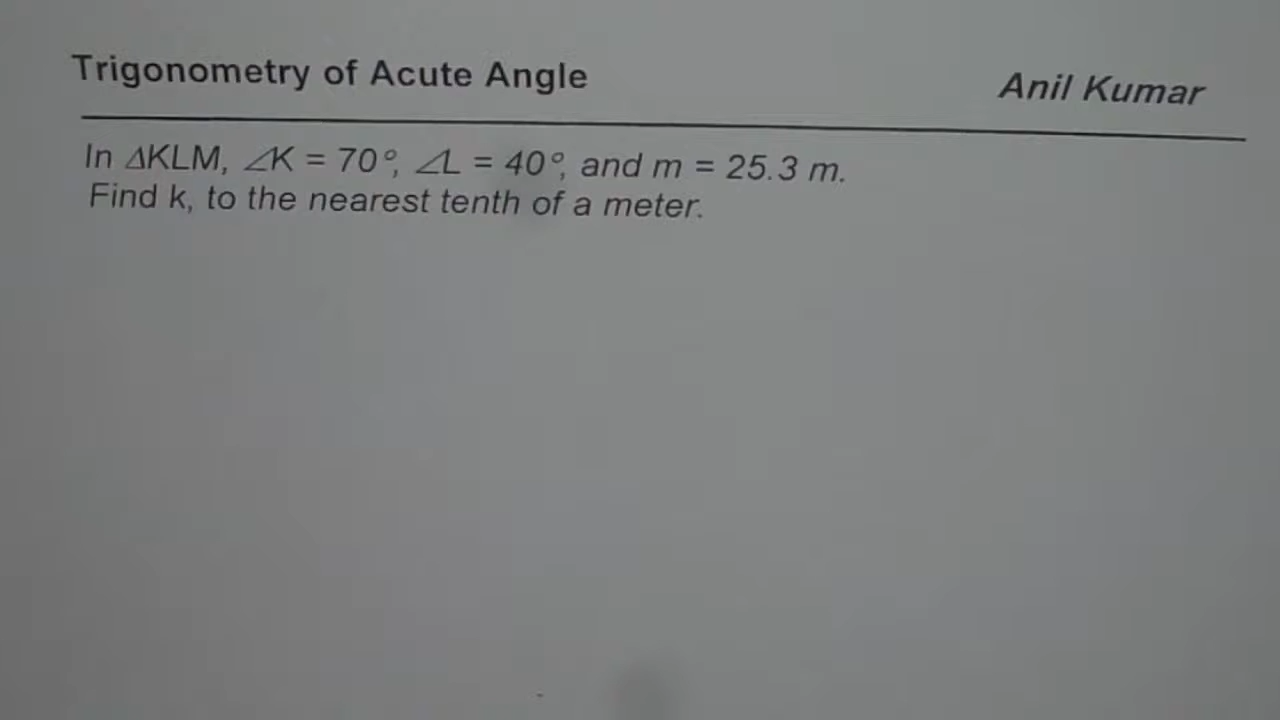 Trigonometry of Acute Angle
Anil Kumar
In ΔKLM, ∠K = 70°, ∠L = 40°, and m = 25.3 m.
Find k, to the nearest tenth of a meter.